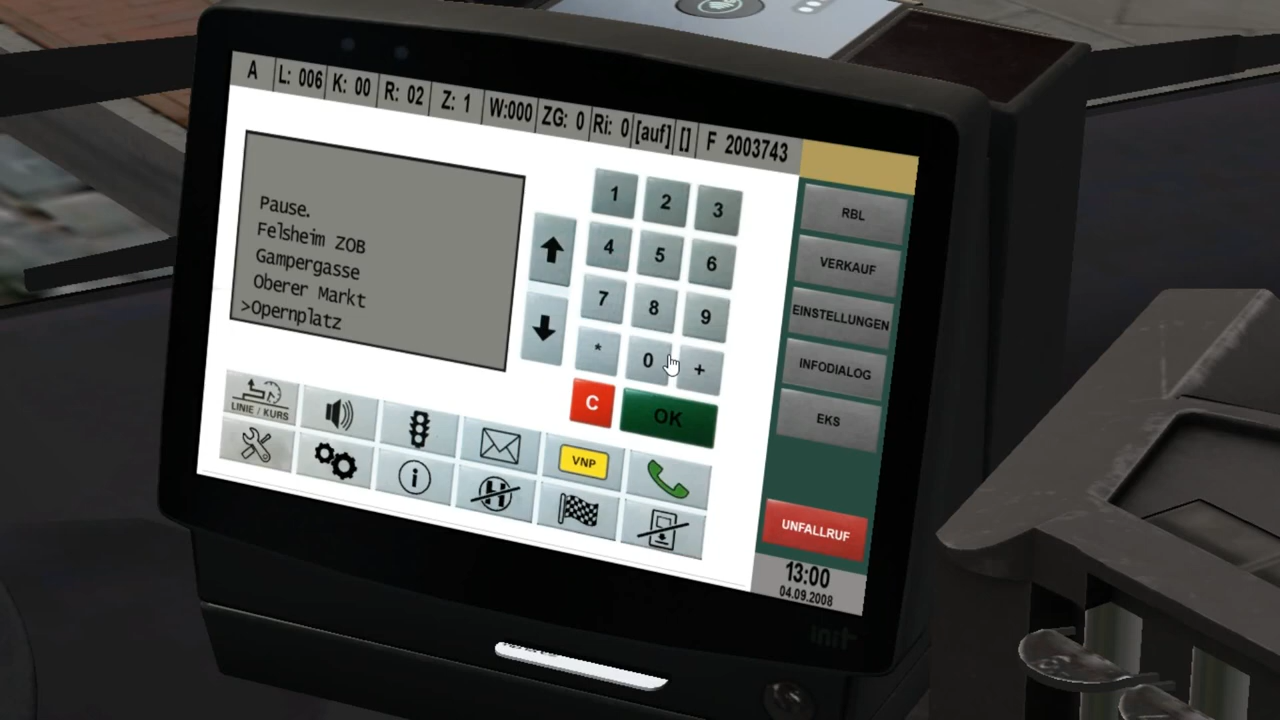 A L: 006 K: 00 R: 02 Z: 1 W:000 ZG: 0 Ri: 0 [auf] [] F 2003743
Pause.
Felsheim ZOB
Gampergasse
Oberer Markt
>Opernplatz
1 2 3
4 5 6
7 8 9
* 0 +
C OK
LINIE / KURS
VNP
RBL
VERKAUF
EINSTELLUNGEN
INFODIALOG
EKS
UNFALLRUF
13:00
04.09.2008
init